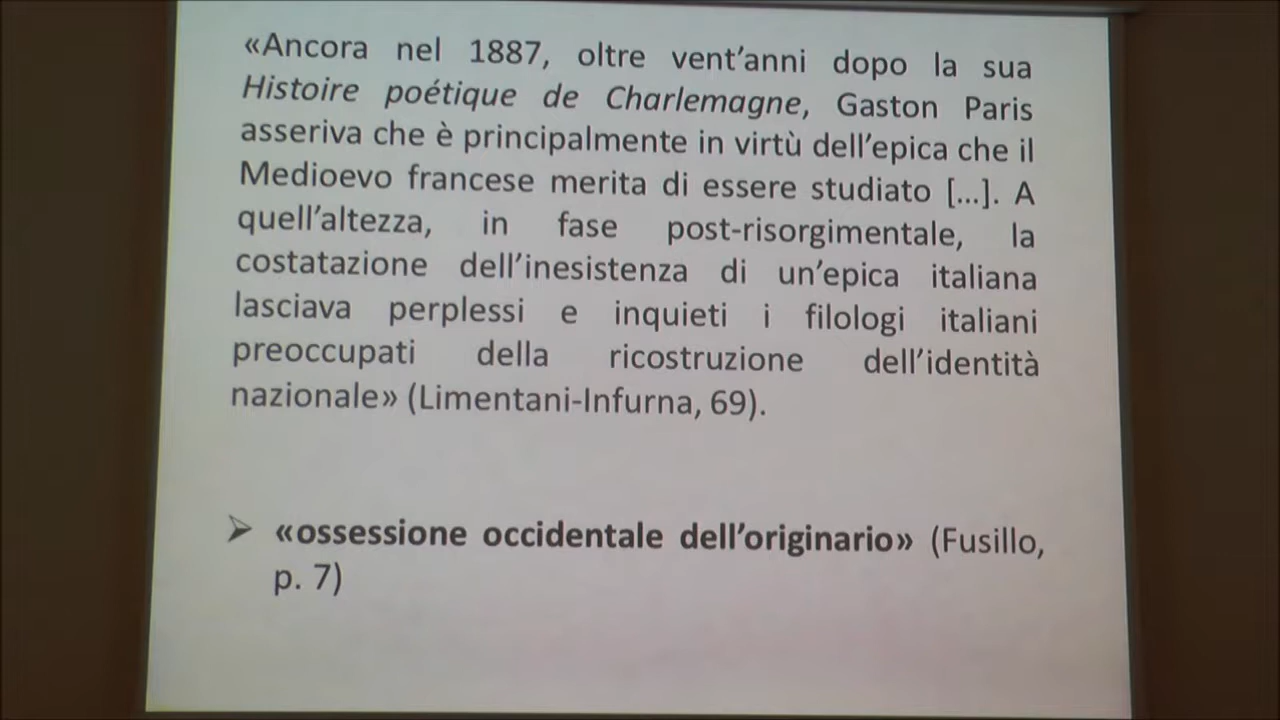 «Ancora nel 1887, oltre vent'anni dopo la sua
Histoire poétique de Charlemagne, Gaston Paris
asseriva che è principalmente in virtù dell'epica che il
Medioevo francese merita di essere studiato [...]. A
quell'altezza, in fase post-risorgimentale, la
costatazione dell'inesistenza di un'epica italiana
lasciava perplessi e inquieti i filologi italiani
preoccupati della ricostruzione dell'identità
nazionale» (Limentani-Infurna, 69).
➢ «ossessione occidentale dell'originario» (Fusillo,
p. 7)